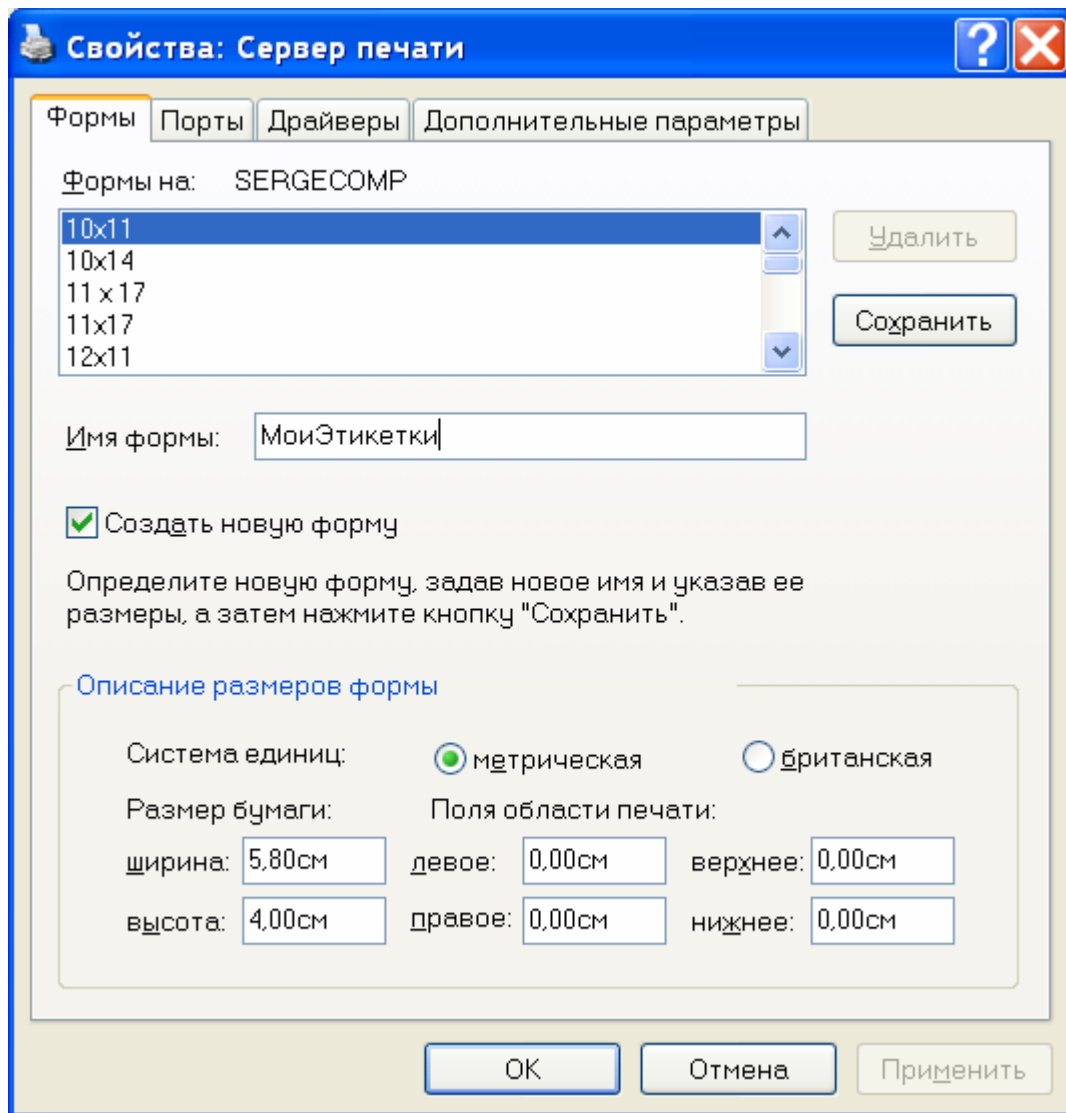 Свойства: Сервер печати
Формы Порты Драйверы Дополнительные параметры
Формы на: SERGECOMP
10x11
10x14
11 x 17
11x17
12x11
Удалить
Сохранить
Имя формы: МоиЭтикетки
Создать новую форму
Определите новую форму, задав новое имя и указав ее
размеры, а затем нажмите кнопку "Сохранить".
Описание размеров формы
Система единиц: метрическая британская
Размер бумаги: Поля области печати:
ширина: 5,80см левое: 0,00см верхнее: 0,00см
высота: 4,00см правое: 0,00см нижнее: 0,00см
ОК Отмена Применить